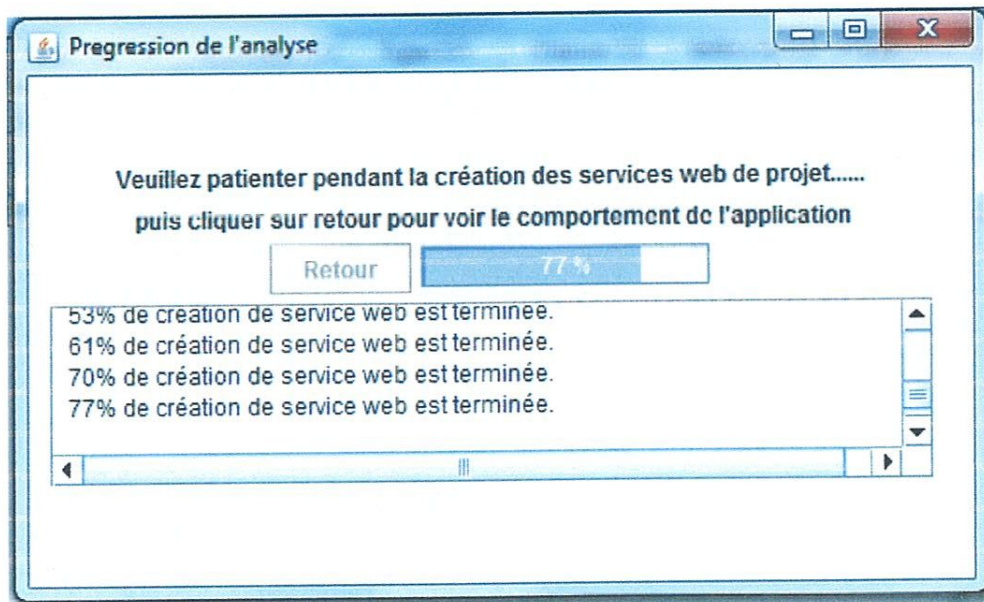 Pregression de l'analyse
Veuillez patienter pendant la création des services web de projet......
puis cliquer sur retour pour voir le comportement de l'application
Retour
77 %
53% de création de service web est terminée.
61% de création de service web est terminée.
70% de création de service web est terminée.
77% de création de service web est terminée.